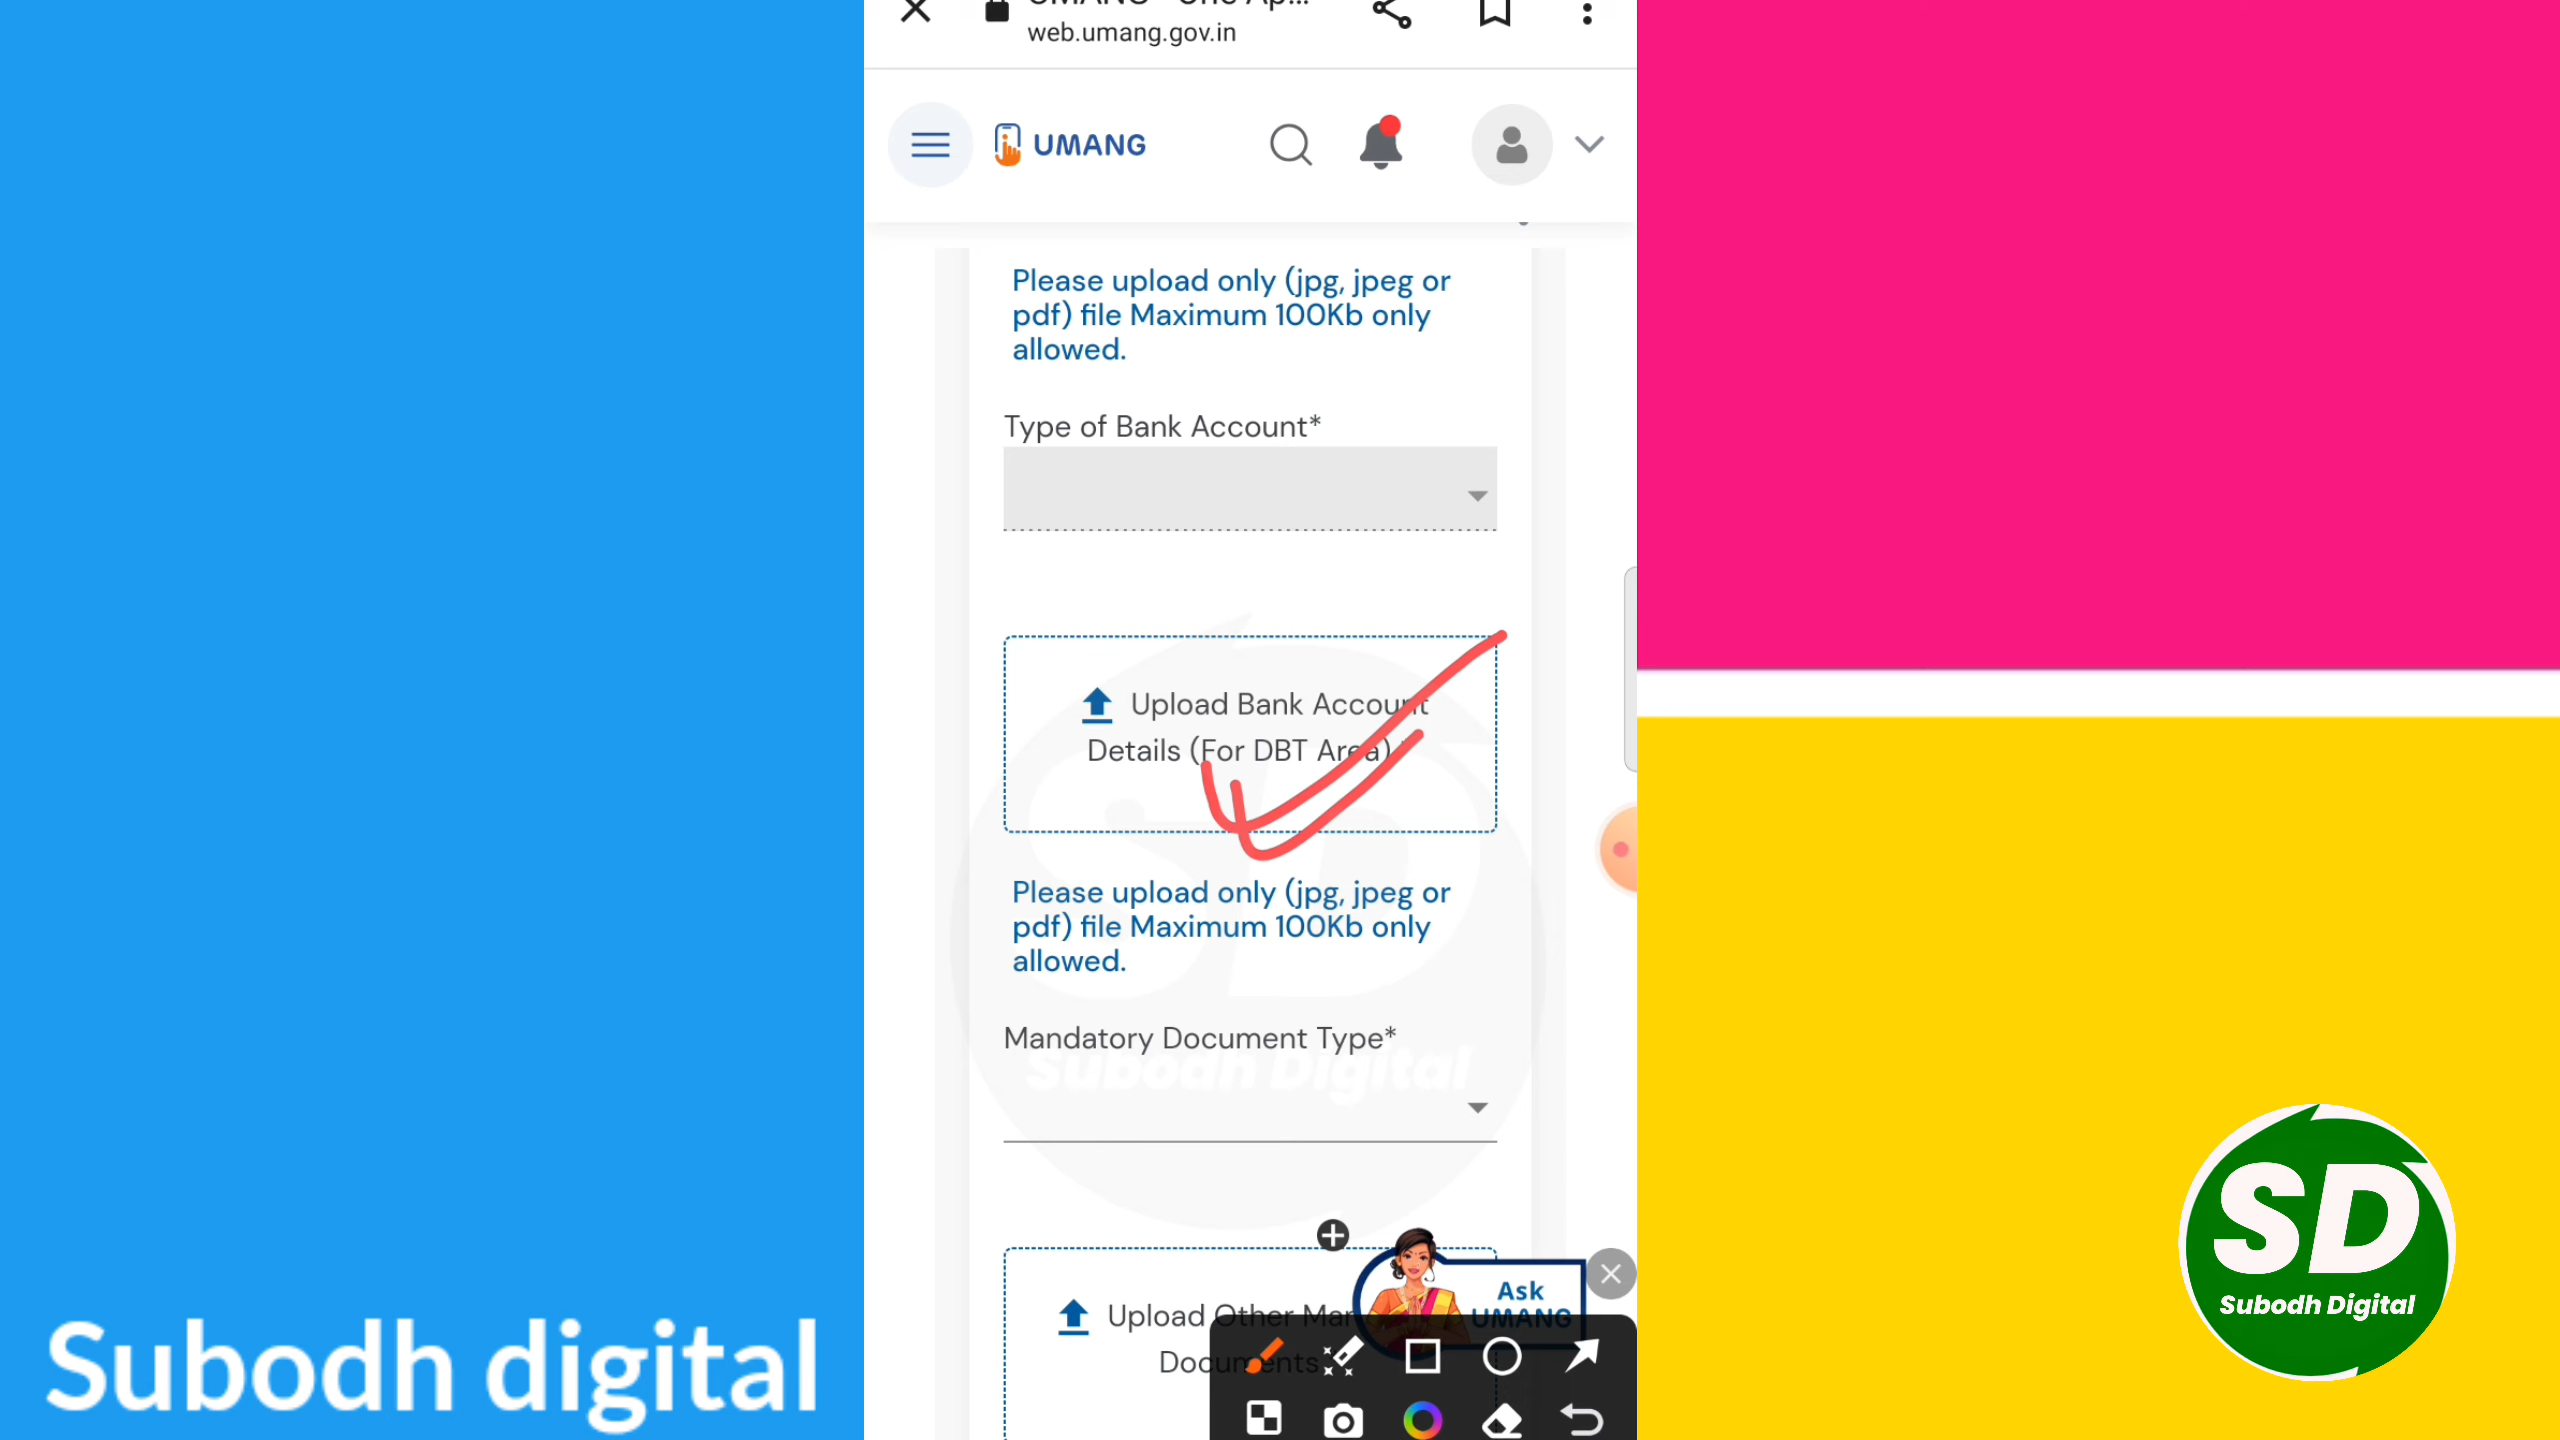 web.umang.gov.in
UMANG
Please upload only (jpg, jpeg or
pdf) file Maximum 100Kb only
allowed.
Type of Bank Account*
Upload Bank Account
Details (For DBT Area)
Please upload only (jpg, jpeg or
pdf) file Maximum 100Kb only
allowed.
Mandatory Document Type*
Subodh Digital
Upload Other
Documents
Ask
UMANG
Subodh digital
SD
Subodh Digital